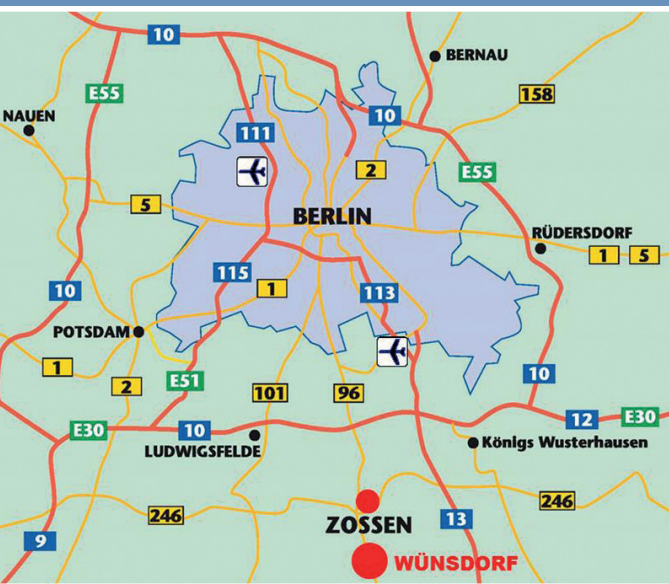 10
BERNAU
E55
158
NAUEN
10
111
2
E55
5
BERLIN
RÜDERSDORF
1 5
115
1
113
10
POTSDAM
1
E51
10
2
101
96
E30
10
12
E30
LUDWIGSFELDE
Königs Wusterhausen
246
246
ZOSSEN
13
9
WÜNSDORF